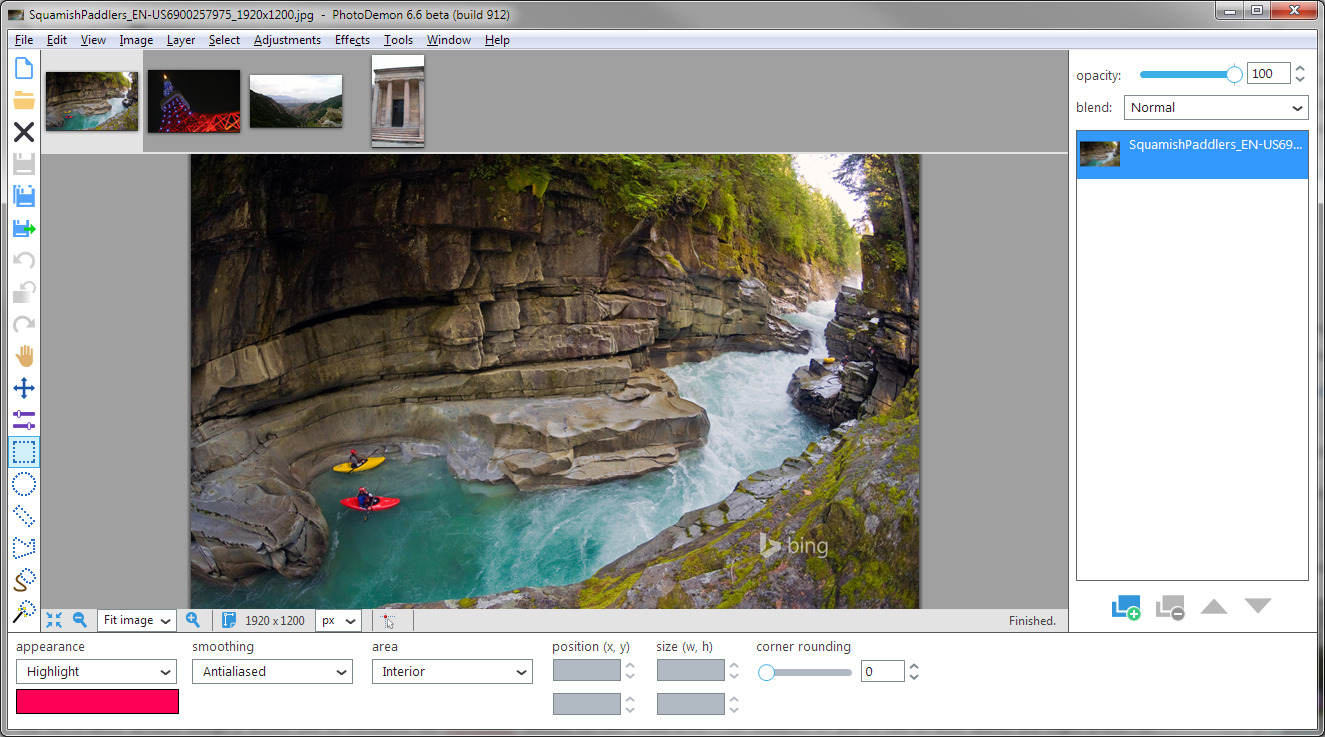 SquamishPaddlers_EN-US6900257975_1920x1200.jpg - PhotoDemon 6.6 beta (build 912)
File Edit View Image Layer Select Adjustments Effects Tools Window Help
opacity: 100
blend: Normal
SquamishPaddlers_EN-US69...
bing
Fit image 1920 x 1200 px Finished.
appearance smoothing area position (x, y) size (w, h) corner rounding
Highlight Antialiased Interior 0